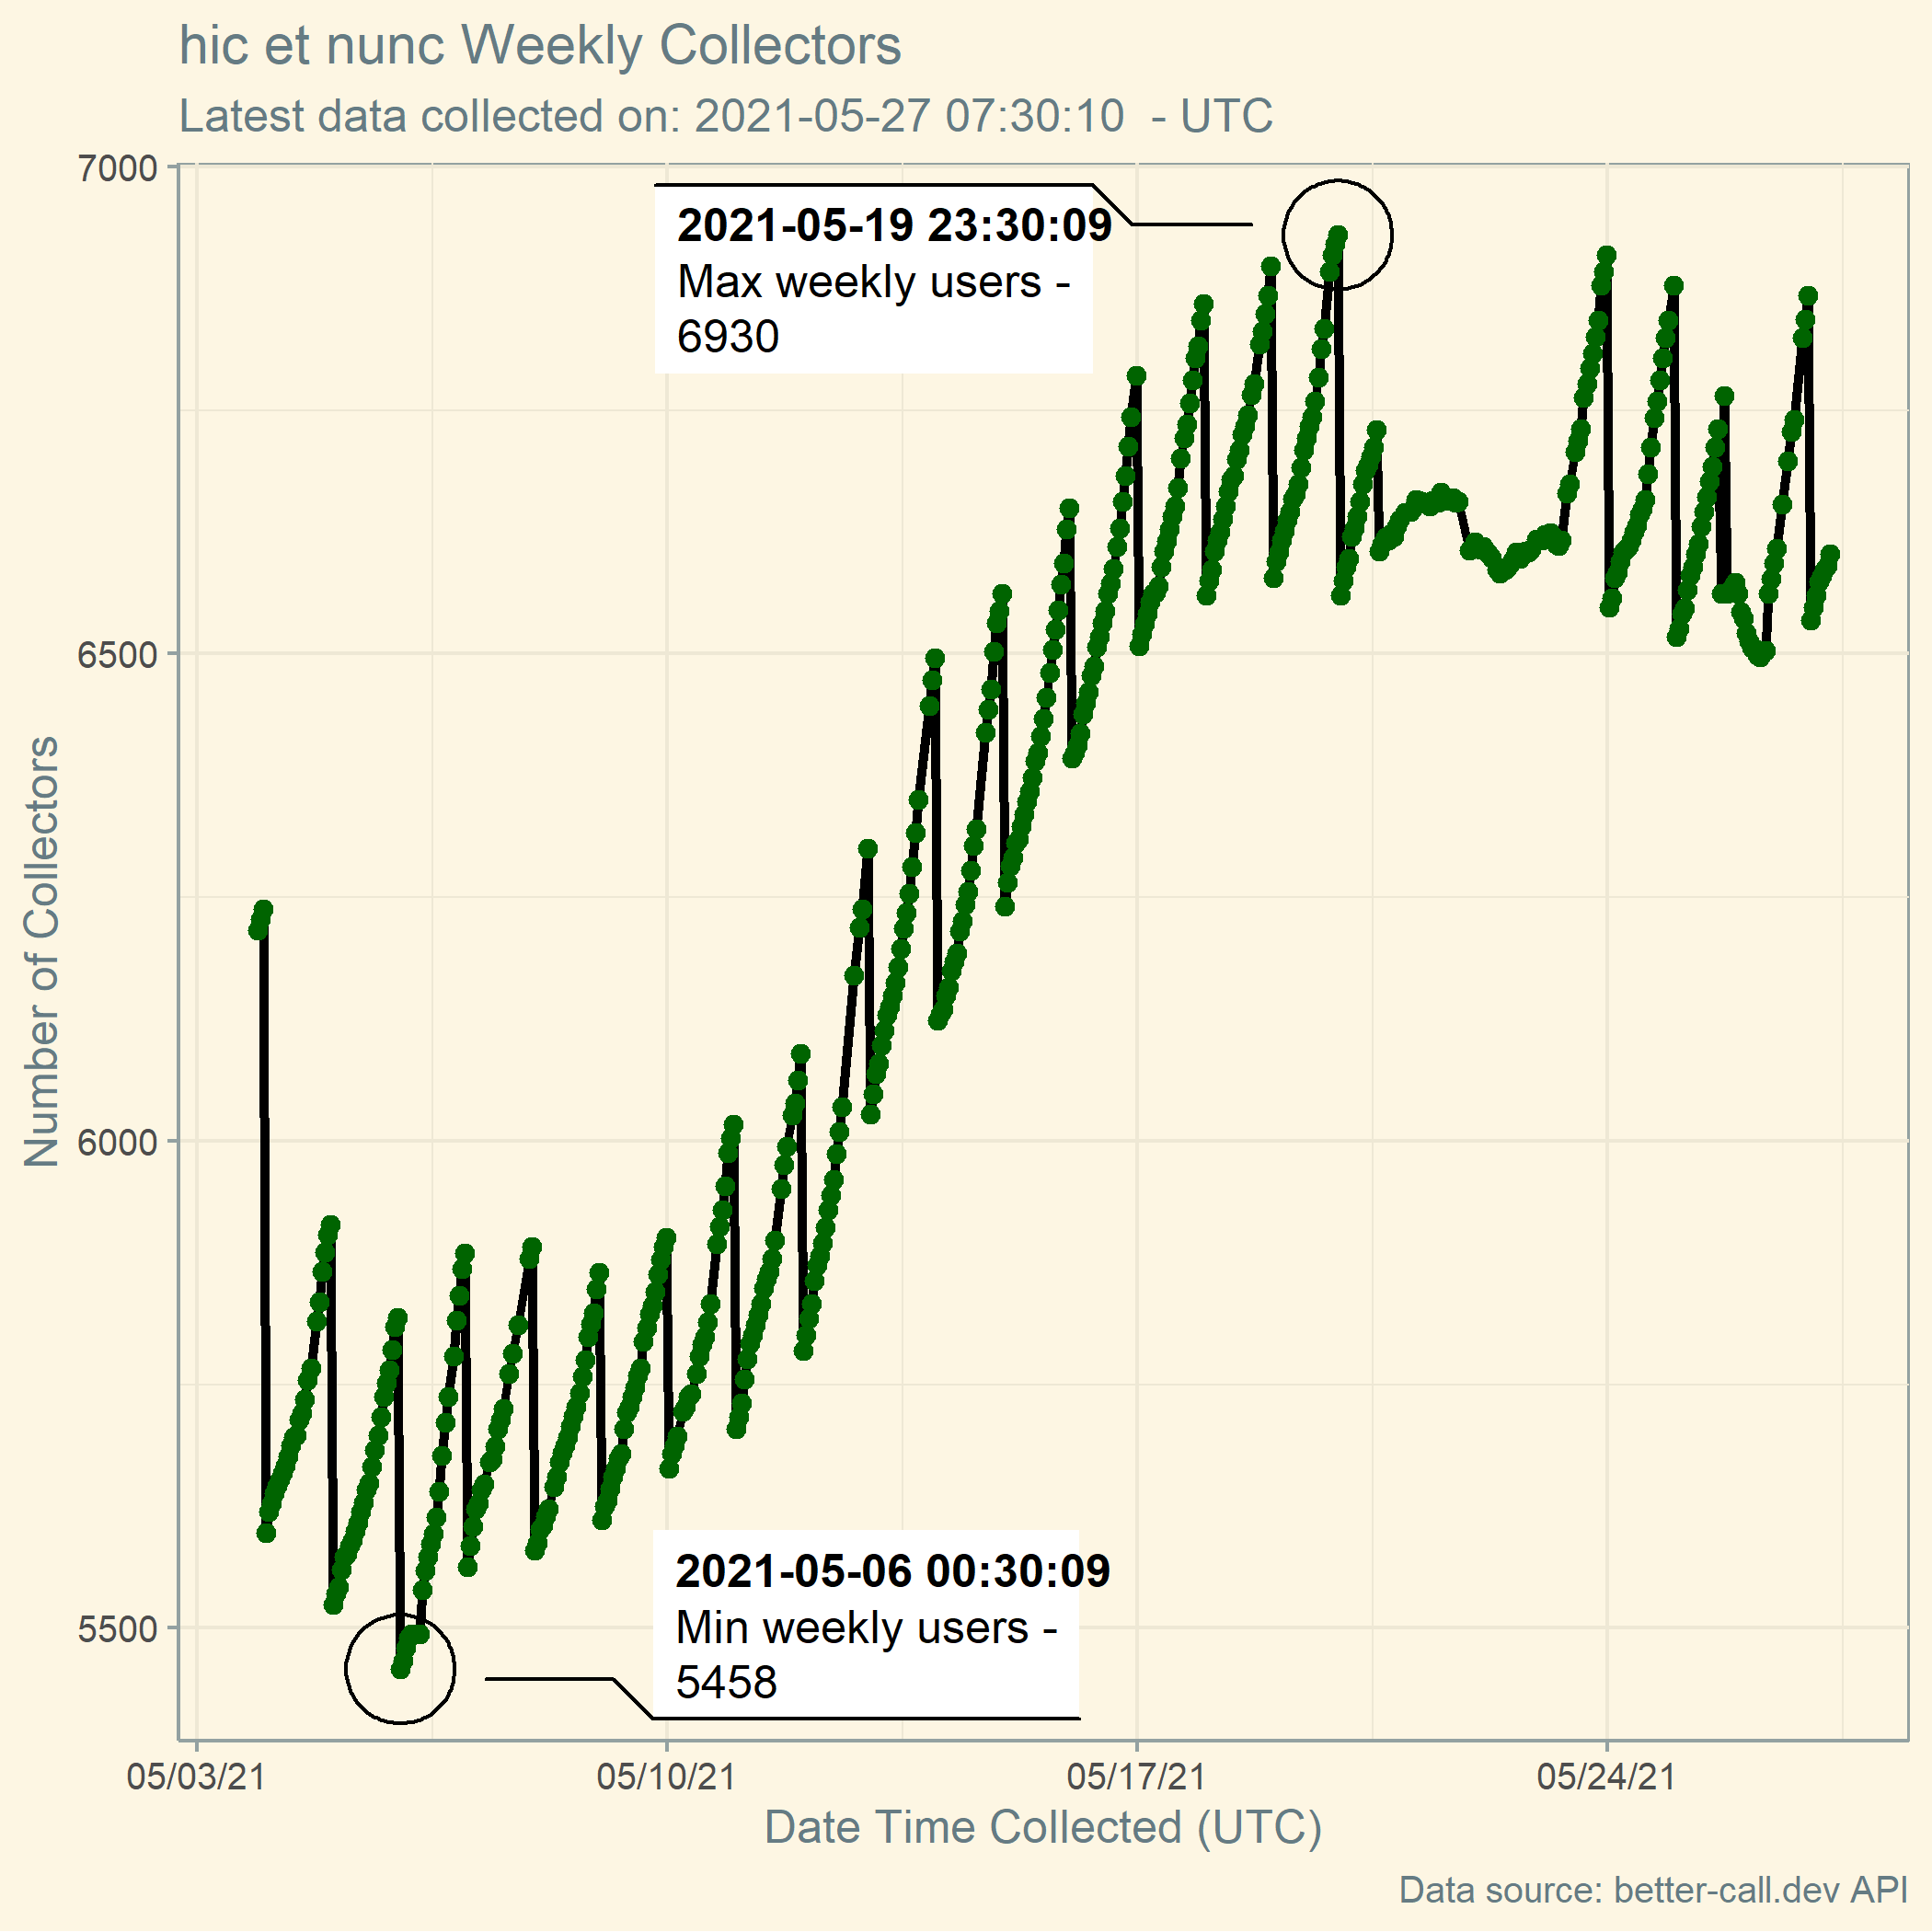 hic et nunc Weekly Collectors
Latest data collected on: 2021-05-27 07:30:10  - UTC
7000
6500
6000
5500
Number of Collectors
2021-05-19 23:30:09
Max weekly users -
6930
2021-05-06 00:30:09
Min weekly users -
5458
05/03/21 05/10/21 05/17/21 05/24/21
Date Time Collected (UTC)
Data source: better-call.dev API